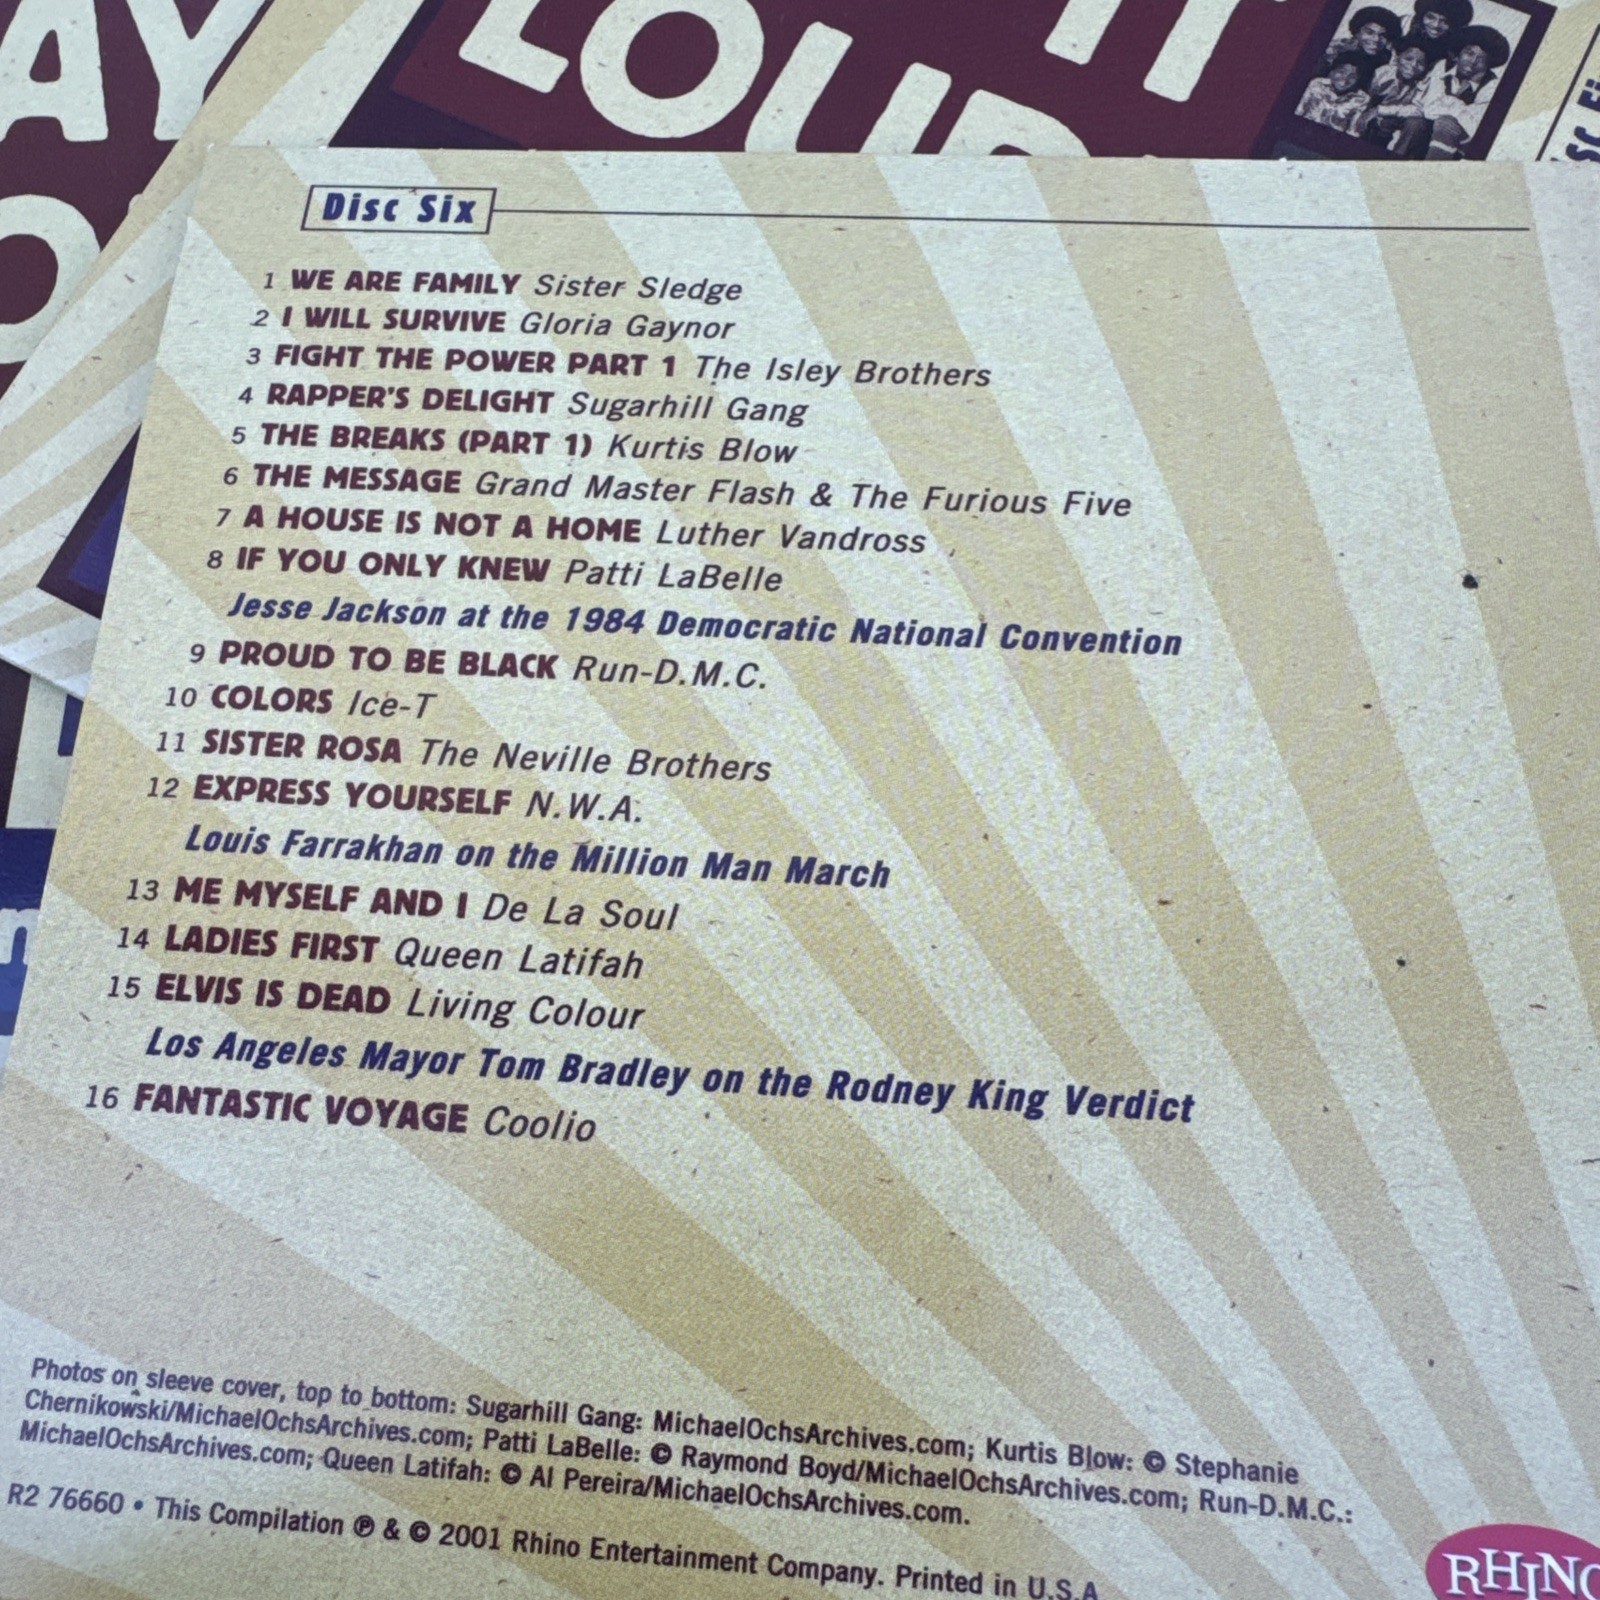 AY
LOUD
IT
Disc Six
1 WE ARE FAMILY Sister Sledge
2 I WILL SURVIVE Gloria Gaynor
3 FIGHT THE POWER PART 1 The Isley Brothers
4 RAPPER'S DELIGHT Sugarhill Gang
5 THE BREAKS (PART 1) Kurtis Blow
6 THE MESSAGE Grand Master Flash & The Furious Five
7 A HOUSE IS NOT A HOME Luther Vandross
8 IF YOU ONLY KNEW Patti LaBelle
Jesse Jackson at the 1984 Democratic National Convention
9 PROUD TO BE BLACK Run-D.M.C.
10 COLORS Ice-T
11 SISTER ROSA The Neville Brothers
12 EXPRESS YOURSELF N.W.A.
Louis Farrakhan on the Million Man March
13 ME MYSELF AND I De La Soul
14 LADIES FIRST Queen Latifah
15 ELVIS IS DEAD Living Colour
Los Angeles Mayor Tom Bradley on the Rodney King Verdict
16 FANTASTIC VOYAGE Coolio
Photos on sleeve cover, top to bottom: Sugarhill Gang: MichaelOchsArchives.com; Kurtis Blow: © Stephanie
Chernikowski/MichaelOchsArchives.com; Patti LaBelle: © Raymond Boyd/MichaelOchsArchives.com; Run-D.M.C.:
MichaelOchsArchives.com; Queen Latifah: © Al Pereira/MichaelOchsArchives.com.
R2 76660 • This Compilation ℗ & © 2001 Rhino Entertainment Company. Printed in U.S.A
RHINO